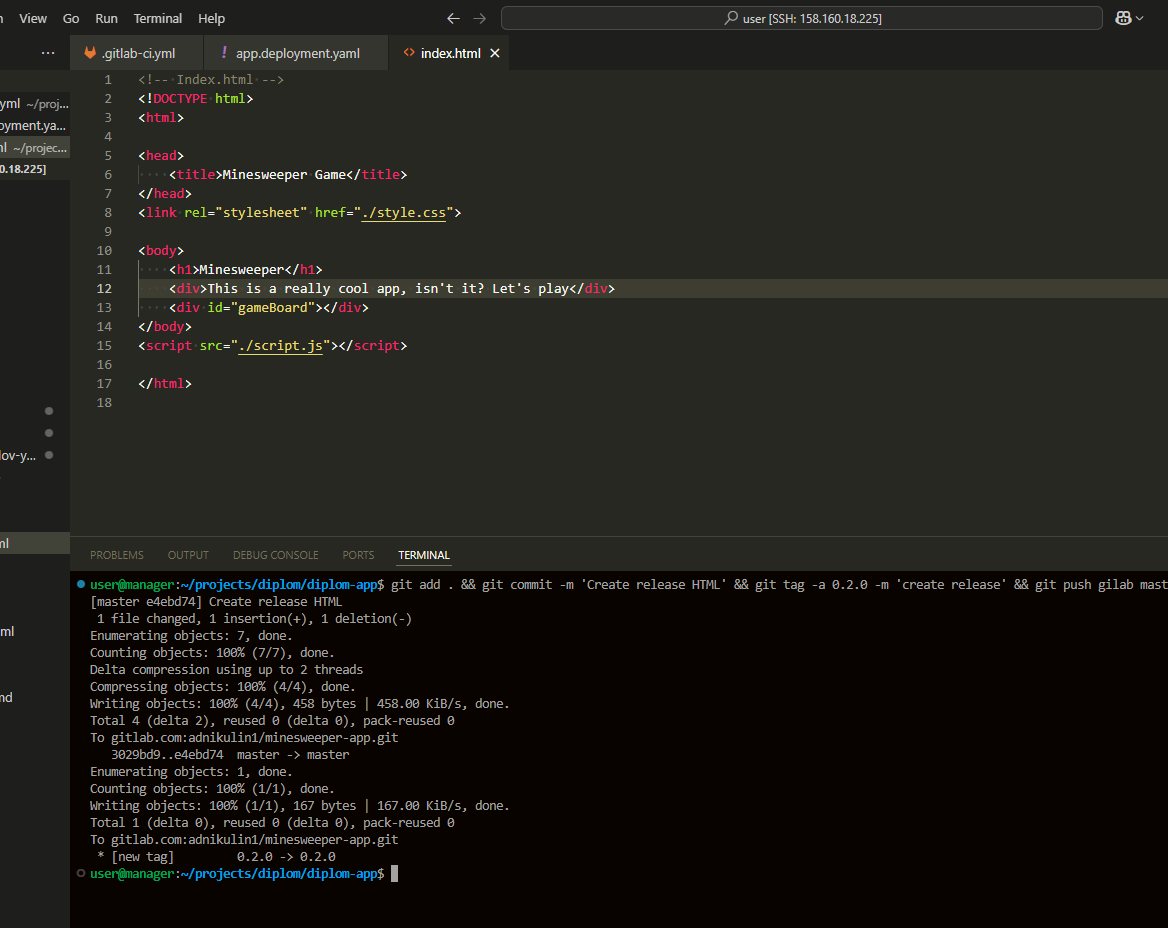 View Go Run Terminal Help
user [SSH: 158.160.18.225]
.gitlab-ci.yml
! app.deployment.yaml
<> index.html
yml ~/proj...
oyment.ya...
ml ~/projec...
0.18.225]
lov-y...
ml
ml
md
1 <!-- Index.html -->
2 <!DOCTYPE html>
3 <html>
4
5 <head>
6     <title>Minesweeper Game</title>
7 </head>
8 <link rel="stylesheet" href="./style.css">
9
10 <body>
11     <h1>Minesweeper</h1>
12     <div>This is a really cool app, isn't it? Let's play</div>
13     <div id="gameBoard"></div>
14 </body>
15 <script src="./script.js"></script>
16
17 </html>
18
PROBLEMS OUTPUT DEBUG CONSOLE PORTS TERMINAL
user@manager:~/projects/diplom/diplom-app$ git add . && git commit -m 'Create release HTML' && git tag -a 0.2.0 -m 'create release' && git push gilab mast
[master e4ebd74] Create release HTML
 1 file changed, 1 insertion(+), 1 deletion(-)
Enumerating objects: 7, done.
Counting objects: 100% (7/7), done.
Delta compression using up to 2 threads
Compressing objects: 100% (4/4), done.
Writing objects: 100% (4/4), 458 bytes | 458.00 KiB/s, done.
Total 4 (delta 2), reused 0 (delta 0), pack-reused 0
To gitlab.com:adnikulin1/minesweeper-app.git
   3029bd9..e4ebd74  master -> master
Enumerating objects: 1, done.
Counting objects: 100% (1/1), done.
Writing objects: 100% (1/1), 167 bytes | 167.00 KiB/s, done.
Total 1 (delta 0), reused 0 (delta 0), pack-reused 0
To gitlab.com:adnikulin1/minesweeper-app.git
 * [new tag]         0.2.0 -> 0.2.0
user@manager:~/projects/diplom/diplom-app$